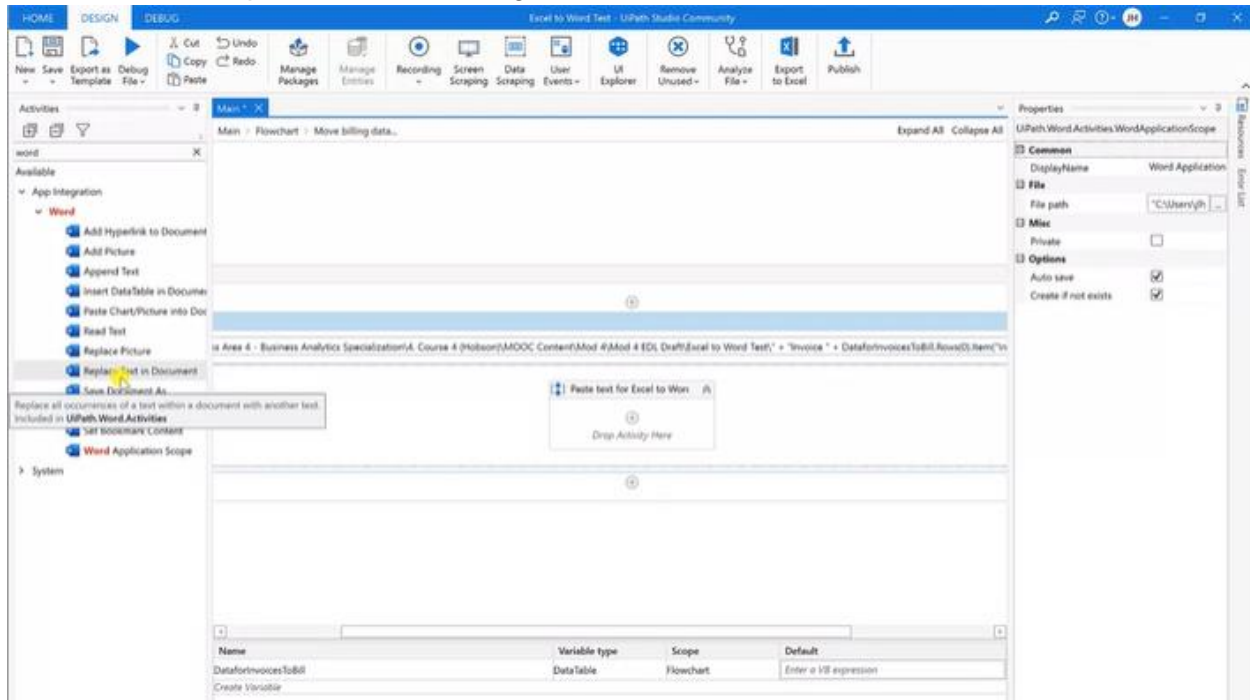 HOME DESIGN DEBUG Excel to Word Test - UiPath Studio Community JH
New Save Export as Template Debug File Cut Copy Paste Undo Redo Manage Packages Manage Entities Recording Screen Scraping Data Scraping User Events UI Explorer Remove Unused Analyze File Export to Excel Publish
Activities
Main *
Properties
Main > Flowchart > Move billing data...
Expand All Collapse All
UiPath.Word.Activities.WordApplicationScope
word
Common
Available
DisplayName Word Application
App Integration
File
Word
File path "C:\Users\jh ...
Add Hyperlink to Document
Misc
Add Picture
Private
Append Text
Options
Insert DataTable in Documen
Auto save
Paste Chart/Picture into Doc
Create if not exists
Read Text
Replace Picture
s Area 4 - Business Analytics Specialization\4. Course 4 (Hobson)\MOOC Content\Mod 4\Mod 4 EDL Draft\Excel to Word Test\" + "Invoice " + DataforInvoicesToBill.Rows(0).Item("In
Replace Text in Document
Save Document As
Paste text for Excel to Wor
Replace all occurrences of a text within a document with another text.
Included in UiPath.Word.Activities
Set Bookmark Content
Drop Activity Here
Word Application Scope
System
Name Variable type Scope Default
DataforInvoicesToBill DataTable Flowchart Enter a VB expression
Create Variable
Resources
Error List